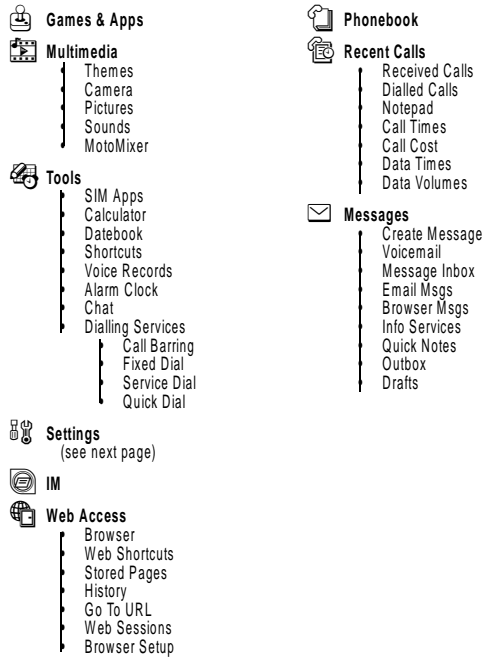 Games & Apps
Multimedia
Themes
Camera
Pictures
Sounds
MotoMixer
Tools
SIM Apps
Calculator
Datebook
Shortcuts
Voice Records
Alarm Clock
Chat
Dialling Services
Call Barring
Fixed Dial
Service Dial
Quick Dial
Settings
(see next page)
IM
Web Access
Browser
Web Shortcuts
Stored Pages
History
Go To URL
Web Sessions
Browser Setup
Phonebook
Recent Calls
Received Calls
Dialled Calls
Notepad
Call Times
Call Cost
Data Times
Data Volumes
Messages
Create Message
Voicemail
Message Inbox
Email Msgs
Browser Msgs
Info Services
Quick Notes
Outbox
Drafts